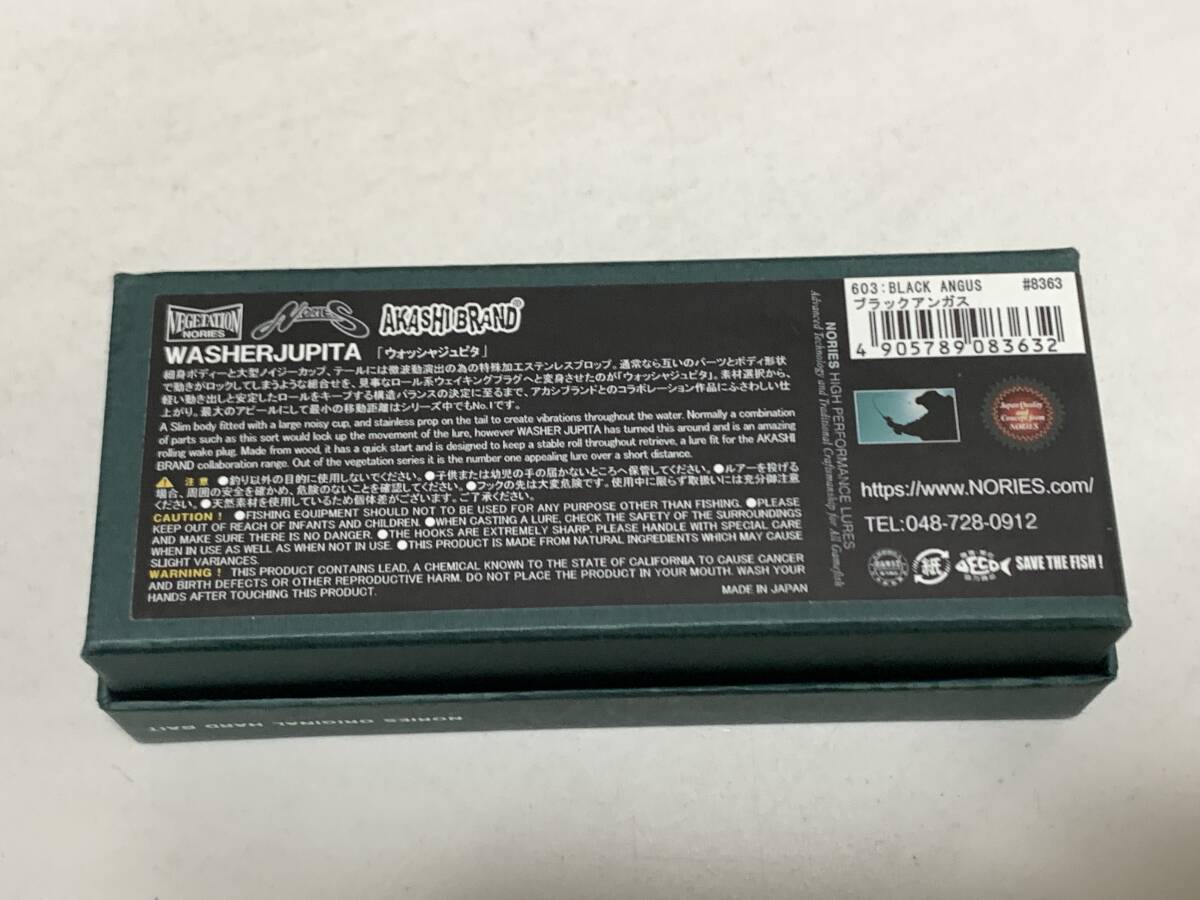 VEGETATION
NORIES
NORIES
AKASHI BRAND®
WASHERJUPITA 「ウォッシャジュピタ」
細身ボディーと大型ノイジーカップ、テールには微波動演出の為の特殊加工ステンレスプロップ。通常なら互いのパーツとボディ形状
で動きがロックしてしまうような組合せを、見事なロール系ウェイキングプラグへと変身させたのが「ウォッシャジュピタ」。素材選択から、
軽い動き出しと安定したロールをキープする構造バランスの決定に至るまで、アカシブランドとのコラボレーション作品にふさわしい仕
上がり。最大のアピールにして最小の移動距離はシリーズ中でもNo.1です。
A Slim body fitted with a large noisy cup, and stainless prop on the tail to create vibrations throughout the water. Normally a combination
of parts such as this sort would lock up the movement of the lure, however WASHER JUPITA has turned this around and is an amazing
rolling wake plug. Made from wood, it has a quick start and is designed to keep a stable roll throughout retrieve, a lure fit for the AKASHI
BRAND collaboration range. Out of the vegetation series it is the number one appealing lure over a short distance.
注 意 ●釣り以外の目的に使用しないでください。●子供または幼児の手の届かないところへ保管してください。●ルアーを投げる
場合、周囲の安全を確かめ、危険のないことを確認してください。●フックの先は大変危険です。使用中に限らず取扱いには充分御注意
ください。●天然素材を使用しているため個体差がございます。ご了承ください。
CAUTION! ●FISHING EQUIPMENT SHOULD NOT TO BE USED FOR ANY PURPOSE OTHER THAN FISHING. ●PLEASE
KEEP OUT OF REACH OF INFANTS AND CHILDREN. ●WHEN CASTING A LURE, CHECK THE SAFETY OF THE SURROUNDINGS
AND MAKE SURE THERE IS NO DANGER. ●THE HOOKS ARE EXTREMELY SHARP, PLEASE HANDLE WITH SPECIAL CARE
WHEN IN USE AS WELL AS WHEN NOT IN USE. ●THIS PRODUCT IS MADE FROM NATURAL INGREDIENTS WHICH MAY CAUSE
SLIGHT VARIANCES.
WARNING! THIS PRODUCT CONTAINS LEAD, A CHEMICAL KNOWN TO THE STATE OF CALIFORNIA TO CAUSE CANCER
AND BIRTH DEFECTS OR OTHER REPRODUCTIVE HARM. DO NOT PLACE THE PRODUCT IN YOUR MOUTH. WASH YOUR
HANDS AFTER TOUCHING THIS PRODUCT.
MADE IN JAPAN
NORIES HIGH PERFORMANCE LURES
Advanced Technology and Traditional Craftsmanship for All Gamefish
603:BLACK ANGUS #8363
ブラックアンガス
4 905789 083632
Japan Quality
and
Concept from
NORIES
https://www.NORIES.com/
TEL:048-728-0912
紙
ECO
SAVE THE FISH!
NORIES ORIGINAL HARD BAIT